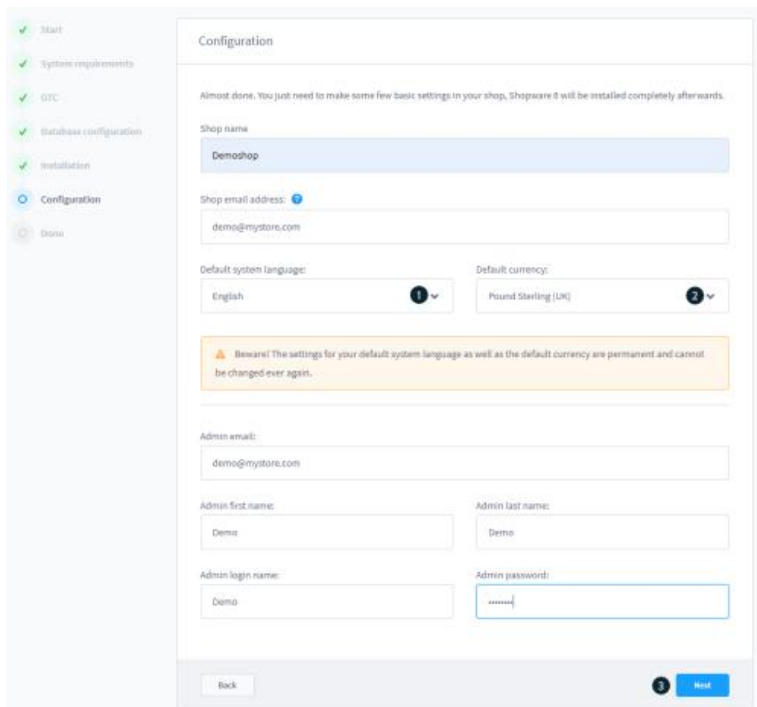 Start
System requirements
GTC
Database configuration
Installation
Configuration
Done
Configuration
Almost done. You just need to make some few basic settings in your shop, Shopware 6 will be installed completely afterwards.
Shop name
Demoshop
Shop email address: ?
demo@mystore.com
Default system language:
Default currency:
English 1
Pound Sterling (UK) 2
Beware! The settings for your default system language as well as the default currency are permanent and cannot
be changed ever again.
Admin email:
demo@mystore.com
Admin first name:
Admin last name:
Demo
Demo
Admin login name:
Admin password:
Demo
••••••••
Back
3 Next